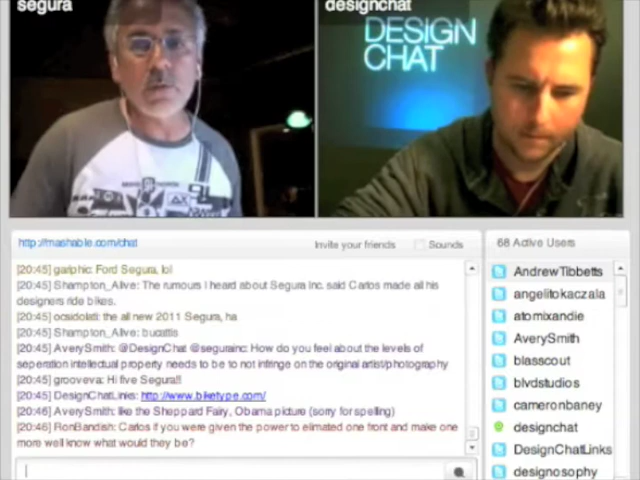 segura
designchat
DESIGN
CHAT
http://mashable.com/chat
Invite your friends
Sounds
68 Active Users
[20:45] gariphic: Ford Segura, lol
[20:45] Shampton_Alive: The rumours I heard about Segura Inc. said Carlos made all his
designers ride bikes.
[20:45] ocsidolati: the all new 2011 Segura, ha
[20:45] Shampton_Alive: bucattis
[20:45] AverySmith: @DesignChat @segurainc: How do you feel about the levels of
seperation intellectual property needs to be to not infringe on the original artist/photography
[20:45] grooveva: Hi five Segura!!
[20:45] DesignChatLinks: http://www.biketype.com/
[20:46] AverySmith: like the Sheppard Fairy, Obama picture (sorry for spelling)
[20:46] RonBandish: Carlos if you were given the power to elimated one front and make one
more well know what would they be?
AndrewTibbetts
angelitokaczala
atomixandie
AverySmith
blasscout
blvdstudios
cameronbaney
designchat
DesignChatLinks
designosophy